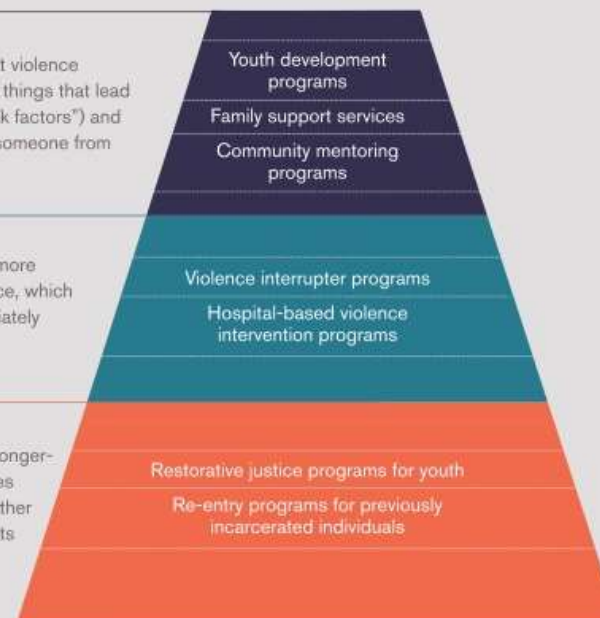 t violence
things that lead
k factors") and
someone from
Youth development
programs
Family support services
Community mentoring
programs
more
ce, which
iately
Violence interrupter programs
Hospital-based violence
intervention programs
onger-
es
ther
ts
Restorative justice programs for youth
Re-entry programs for previously
incarcerated individuals